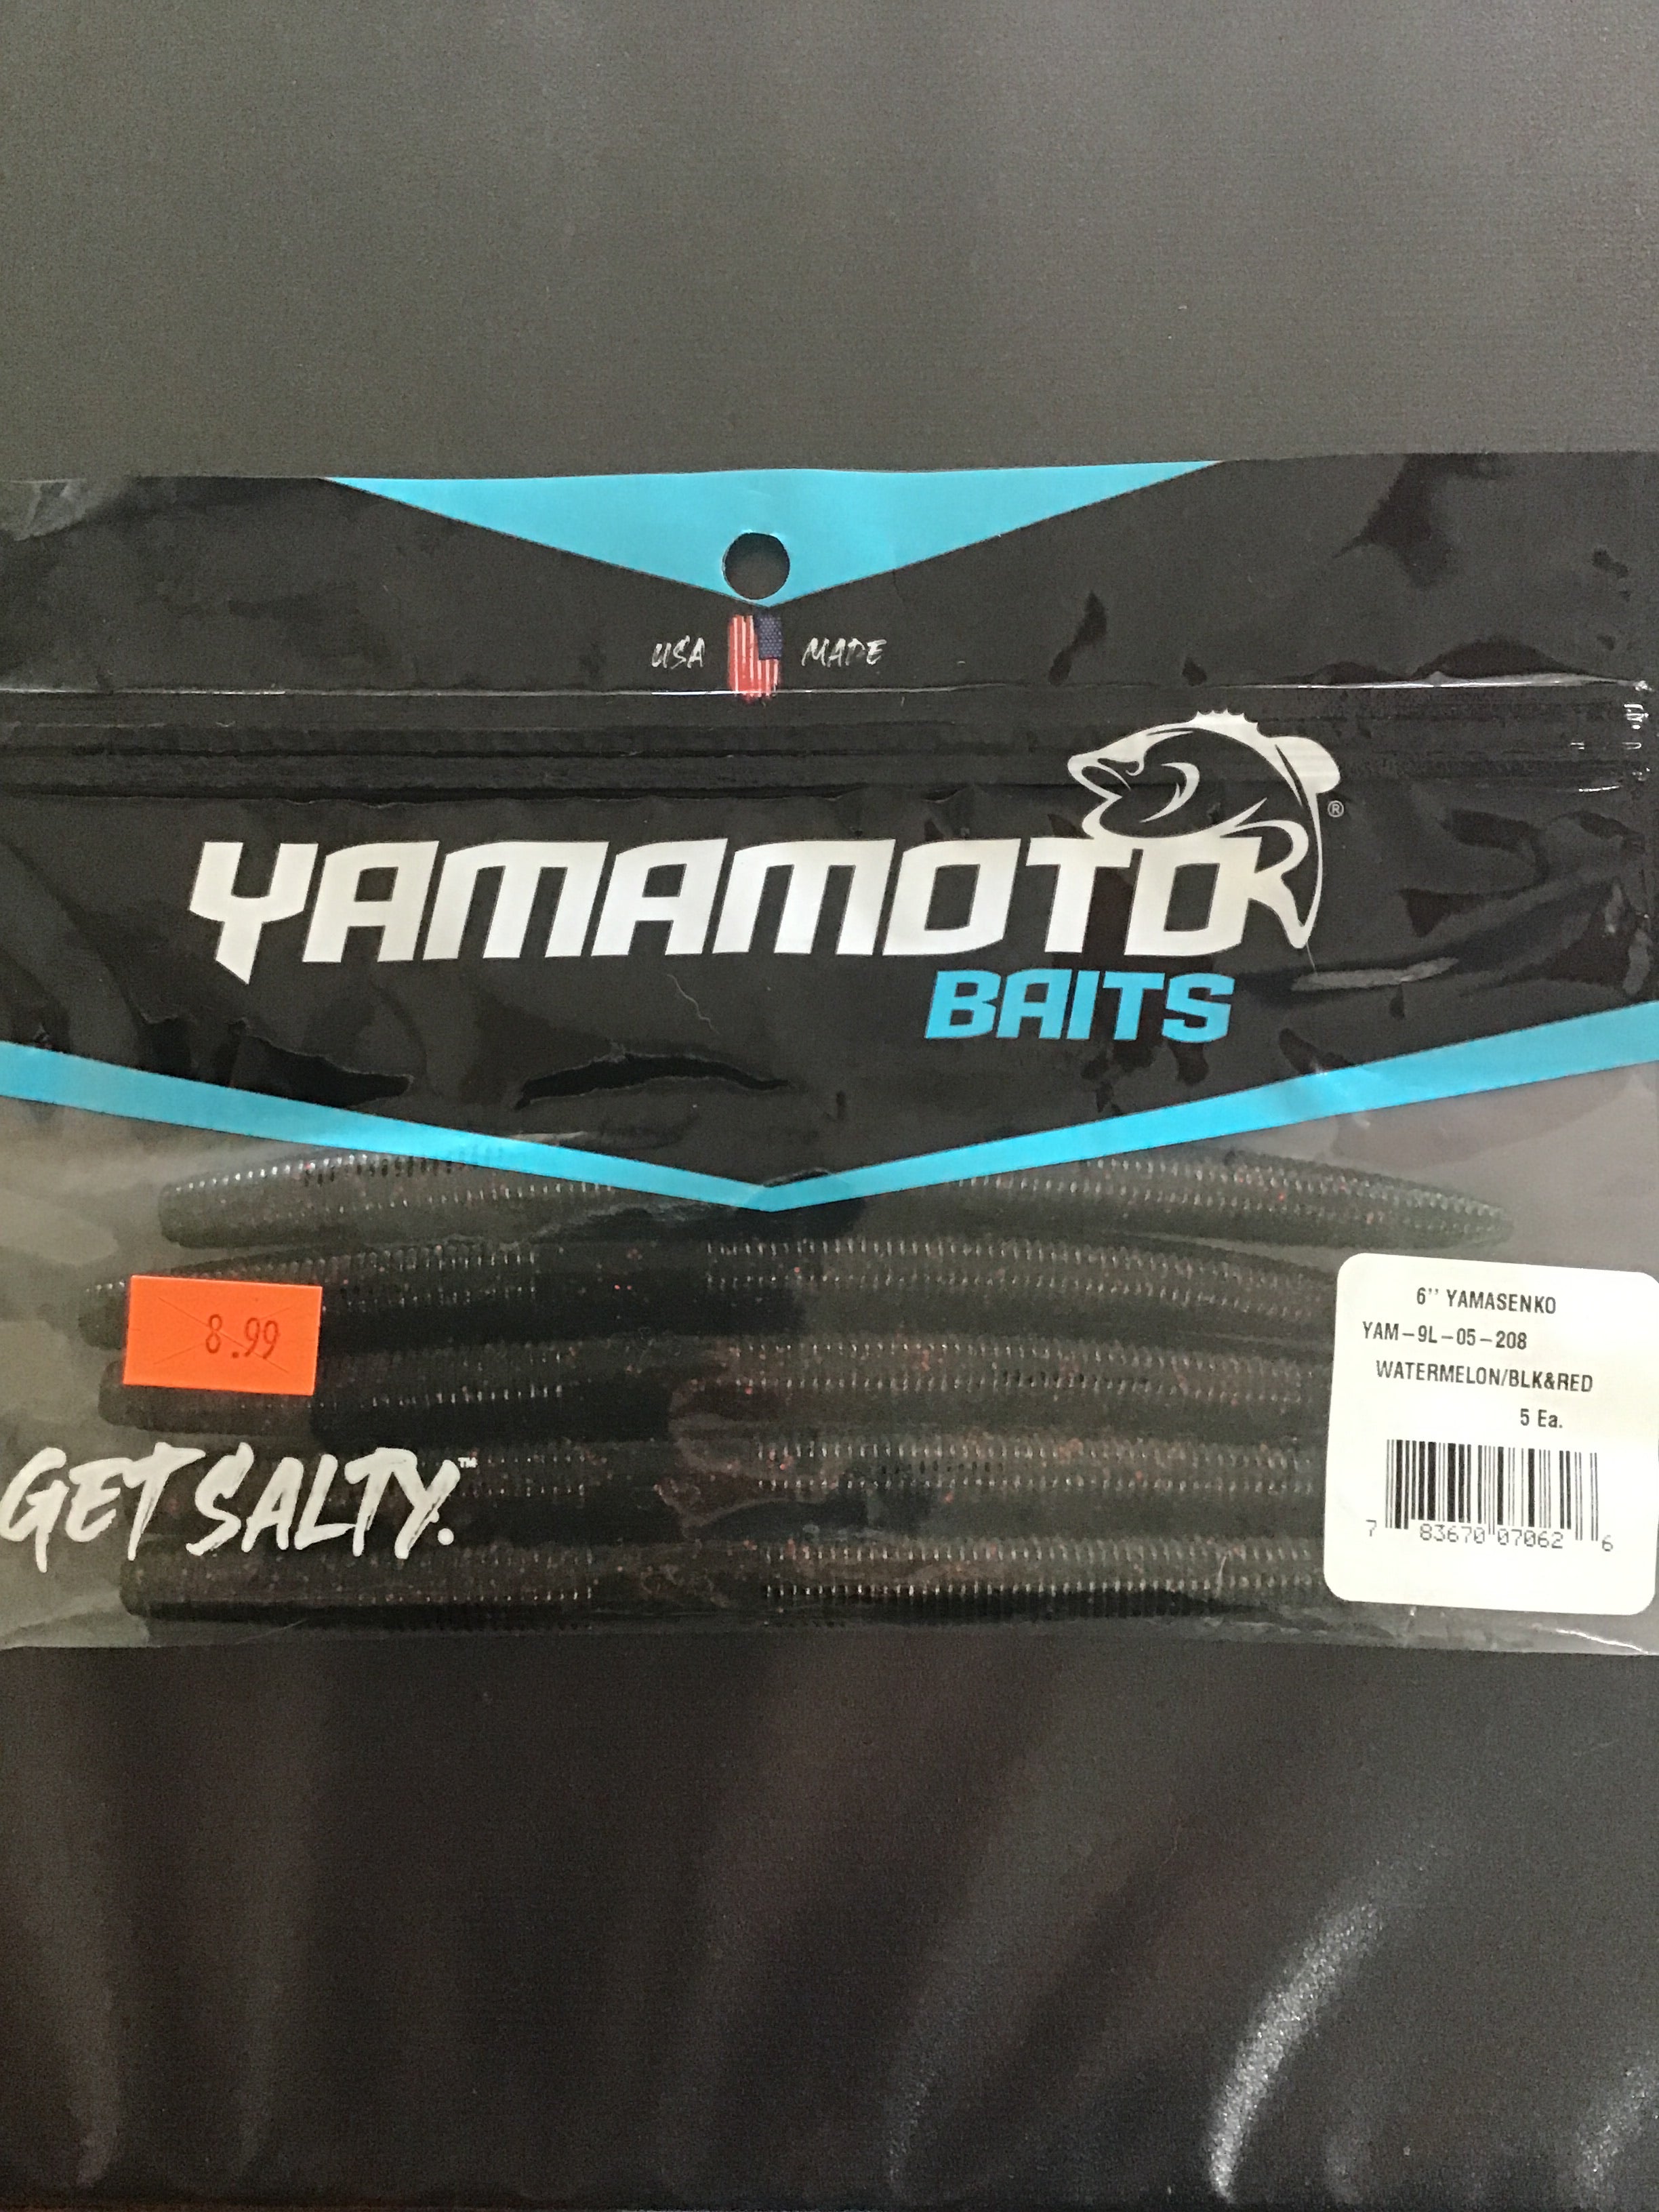 USA MADE
YAMAMOTO
®
BAITS
8.99
6" YAMASENKO
YAM-9L-05-208
WATERMELON/BLK&RED
5 Ea.
7 83670 07062 6
GET SALTY.™